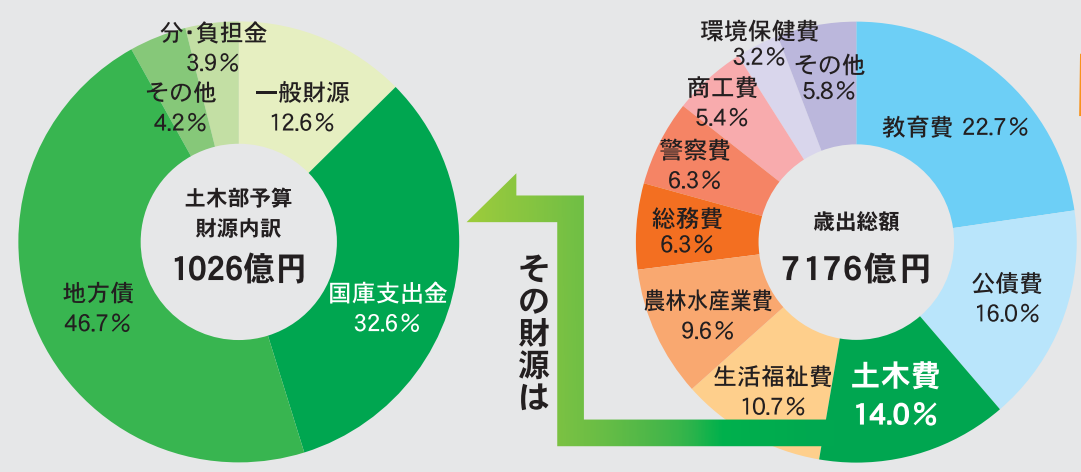 分・負担金
3.9%
その他
4.2%
一般財源
12.6%
土木部予算
財源内訳
1026億円
地方債
46.7%
国庫支出金
32.6%
その財源は
環境保健費
3.2%
その他
5.8%
商工費
5.4%
教育費 22.7%
警察費
6.3%
総務費
6.3%
歳出総額
7176億円
公債費
16.0%
農林水産業費
9.6%
生活福祉費
10.7%
土木費
14.0%